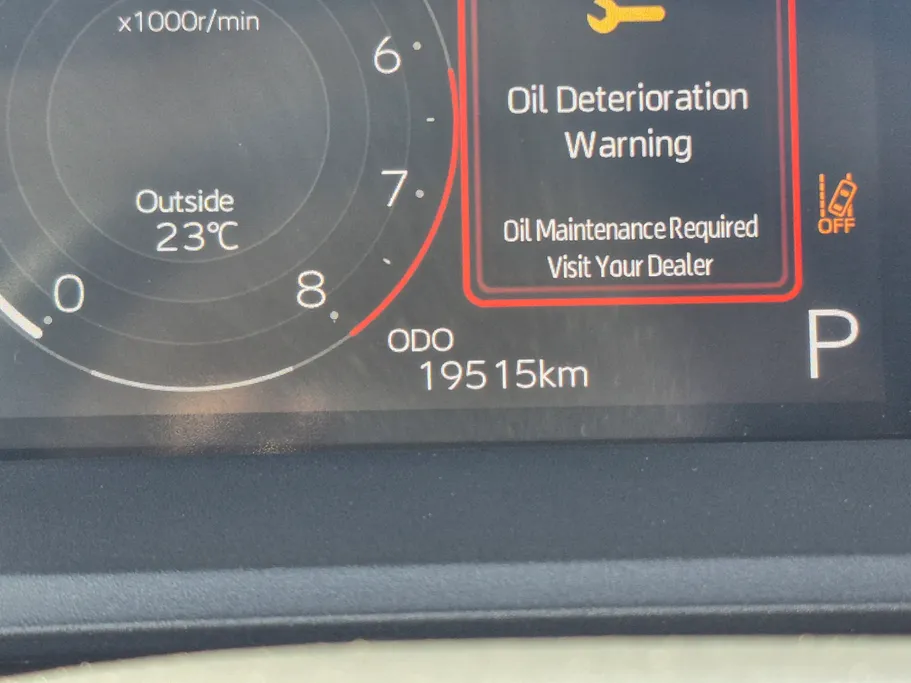 x1000r/min
6
Oil Deterioration
Warning
7
Outside
23℃
Oil Maintenance Required
Visit Your Dealer
OFF
0
8
ODO
19515km
P